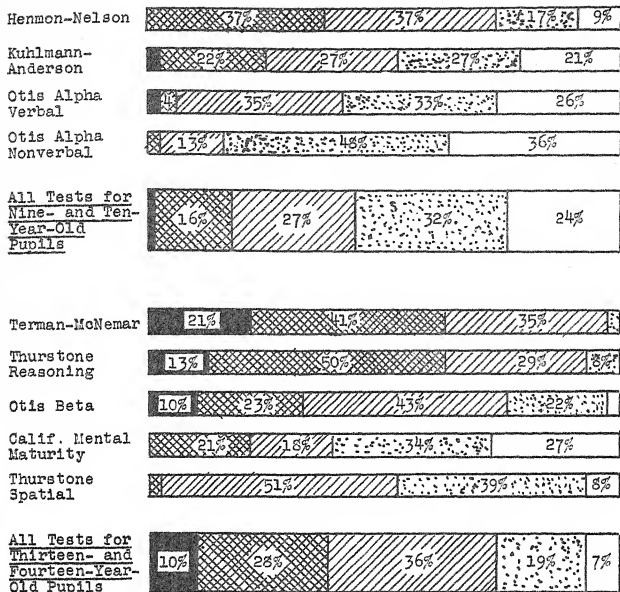 Henmon-Nelson 37% 37% 17% 9%
Kuhlmann-
Anderson 22% 27% 27% 21%
Otis Alpha
Verbal 4 35% 33% 26%
Otis Alpha
Nonverbal 13% 48% 36%
All Tests for
Nine- and Ten-
Year-Old
Pupils 16% 27% 32% 24%
Terman-McNemar 21% 41% 35%
Thurstone
Reasoning 13% 50% 29% 8%
Otis Beta 10% 23% 43% 22%
Calif. Mental
Maturity 21% 18% 34% 27%
Thurstone
Spatial 51% 39% 8%
All Tests for
Thirteen- and
Fourteen-Year-
Old Pupils 10% 28% 36% 19% 7%